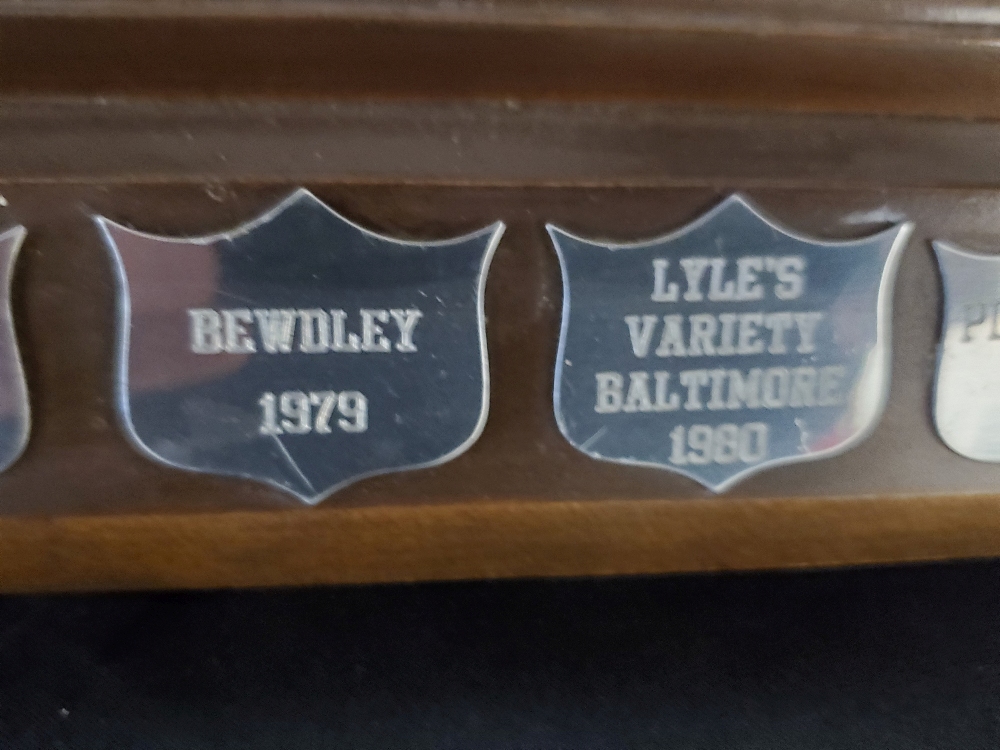 BEWDLEY
1979
LYLE'S
VARIETY
BALTIMORE
1980